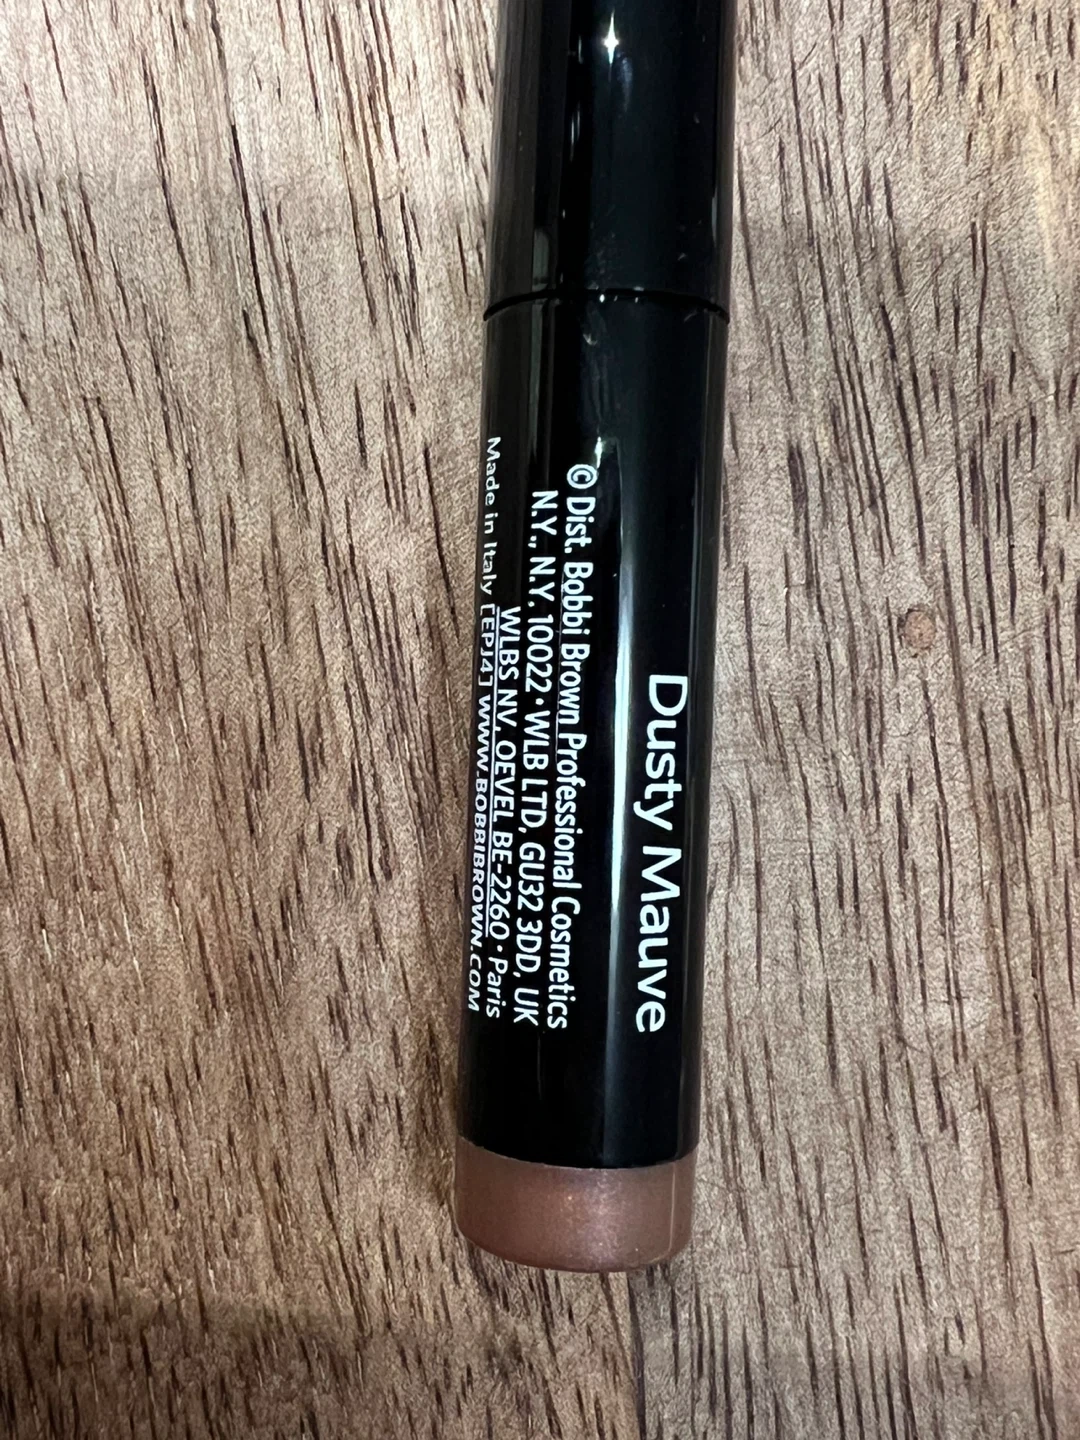 Dusty Mauve
© Dist. Bobbi Brown Professional Cosmetics
N.Y., N.Y. 10022 • WLB LTD, GU32 3DD, UK
WLBS NV, OEVEL BE-2260 • Paris
Made in Italy [EPJ4] WWW.BOBBIBROWN.COM